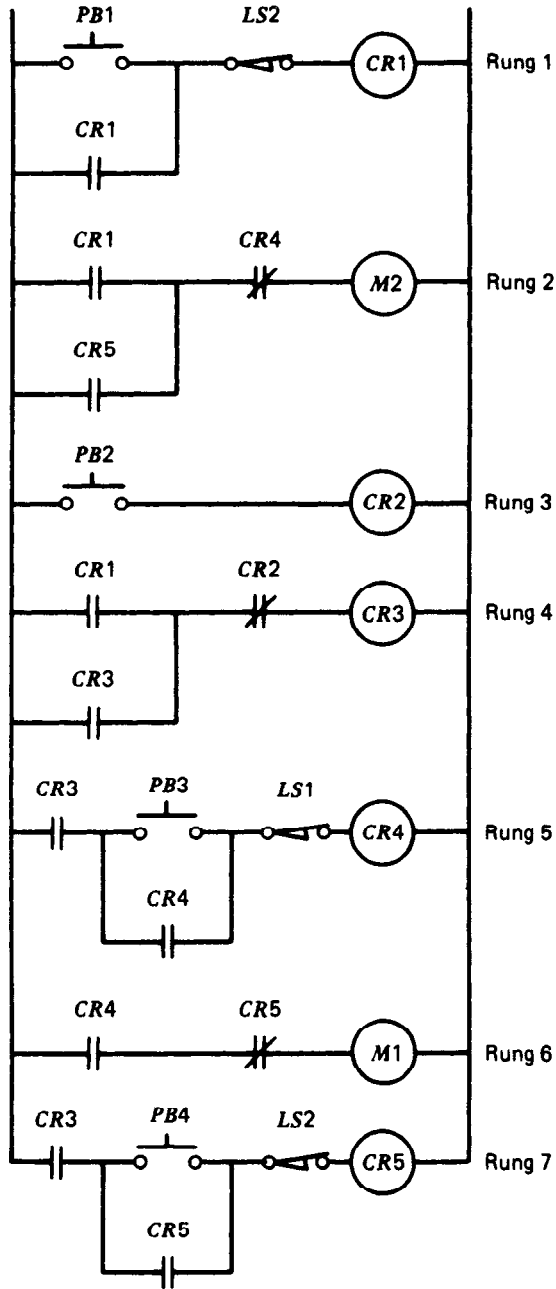 PB1 LS2
CR1 Rung 1
CR1
CR1 CR4
M2 Rung 2
CR5
PB2
CR2 Rung 3
CR1 CR2
CR3 Rung 4
CR3
CR3 PB3 LS1
CR4 Rung 5
CR4
CR4 CR5
M1 Rung 6
CR3 PB4 LS2
CR5 Rung 7
CR5